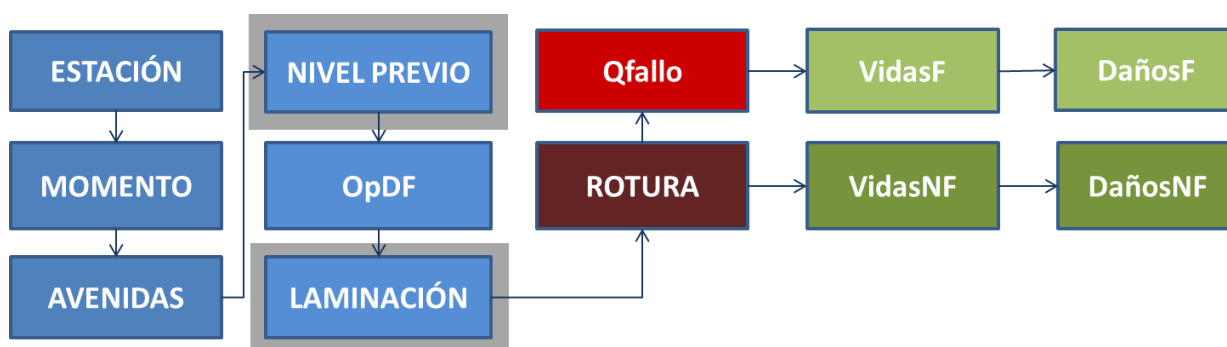 ESTACIÓN
MOMENTO
AVENIDAS
NIVEL PREVIO
OpDF
LAMINACIÓN
ROTURA
Qfallo
VidasF
DañosF
VidasNF
DañosNF